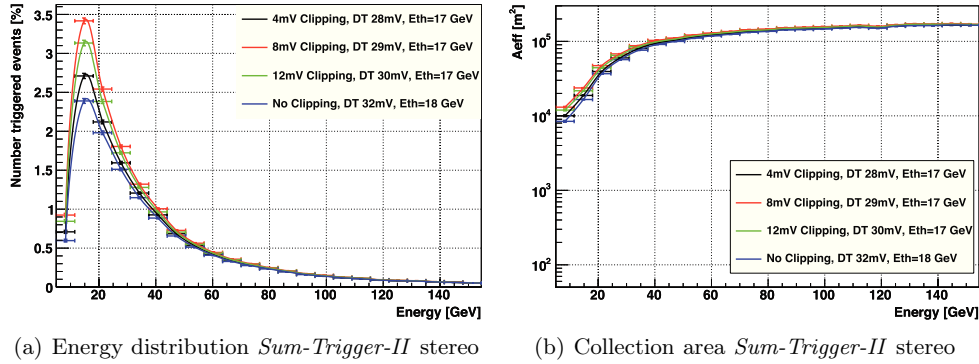 Number triggered events [%]
3.5
3
2.5
2
1.5
1
0.5
0
4mV Clipping, DT 28mV, Eth=17 GeV
8mV Clipping, DT 29mV, Eth=17 GeV
12mV Clipping, DT 30mV, Eth=17 GeV
No Clipping, DT 32mV, Eth=18 GeV
20 40 60 80 100 120 140
Energy [GeV]
(a) Energy distribution Sum-Trigger-II stereo
Aeff [m²]
10⁵
10⁴
10³
10²
4mV Clipping, DT 28mV, Eth=17 GeV
8mV Clipping, DT 29mV, Eth=17 GeV
12mV Clipping, DT 30mV, Eth=17 GeV
No Clipping, DT 32mV, Eth=18 GeV
20 40 60 80 100 120 140
Energy [GeV]
(b) Collection area Sum-Trigger-II stereo